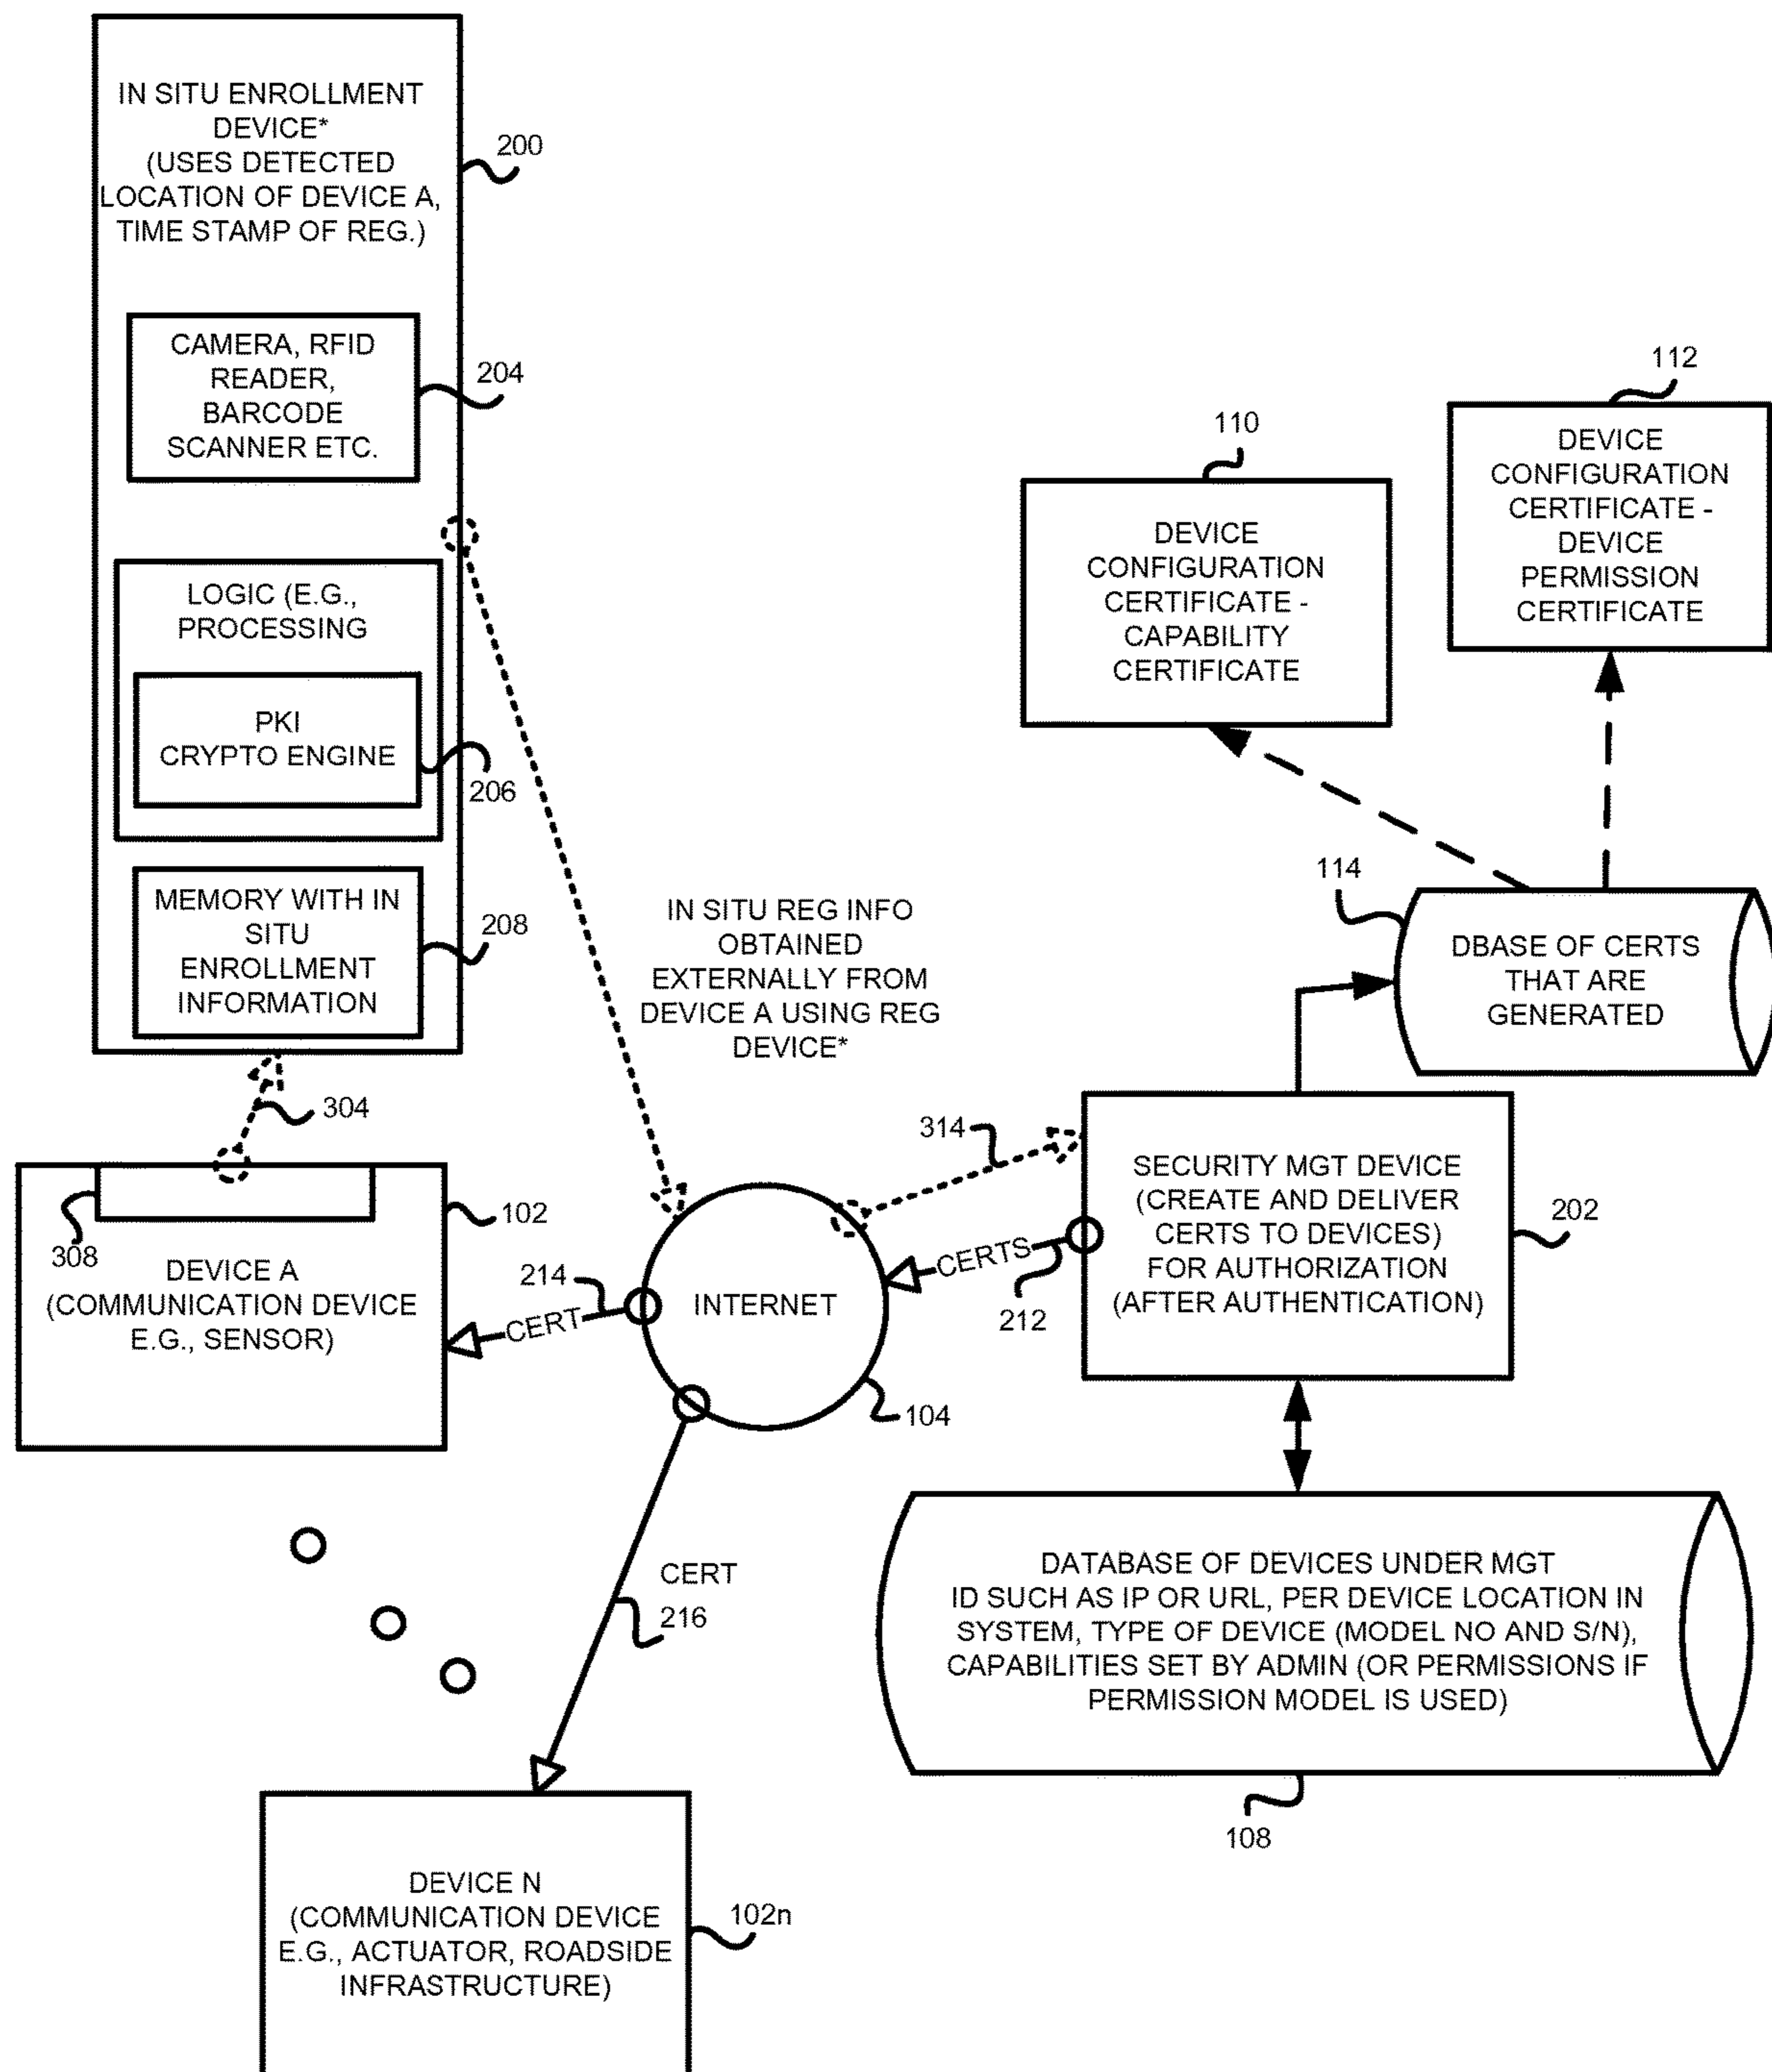 IN SITU ENROLLMENT
DEVICE*
(USES DETECTED
LOCATION OF DEVICE A,
TIME STAMP OF REG.)
200
CAMERA, RFID
READER,
BARCODE
SCANNER ETC.
204
LOGIC (E.G.,
PROCESSING
PKI
CRYPTO ENGINE
206
MEMORY WITH IN
SITU
ENROLLMENT
INFORMATION
208
304
IN SITU REG INFO
OBTAINED
EXTERNALLY FROM
DEVICE A USING REG
DEVICE*
110
DEVICE
CONFIGURATION
CERTIFICATE -
CAPABILITY
CERTIFICATE
112
DEVICE
CONFIGURATION
CERTIFICATE -
DEVICE
PERMISSION
CERTIFICATE
114
DBASE OF CERTS
THAT ARE
GENERATED
308
102
DEVICE A
(COMMUNICATION DEVICE
E.G., SENSOR)
214
CERT
INTERNET
104
314
CERTS
212
SECURITY MGT DEVICE
(CREATE AND DELIVER
CERTS TO DEVICES)
FOR AUTHORIZATION
(AFTER AUTHENTICATION)
202
CERT
216
DATABASE OF DEVICES UNDER MGT
ID SUCH AS IP OR URL, PER DEVICE LOCATION IN
SYSTEM, TYPE OF DEVICE (MODEL NO AND S/N),
CAPABILITIES SET BY ADMIN (OR PERMISSIONS IF
PERMISSION MODEL IS USED)
108
DEVICE N
(COMMUNICATION DEVICE
E.G., ACTUATOR, ROADSIDE
INFRASTRUCTURE)
102n